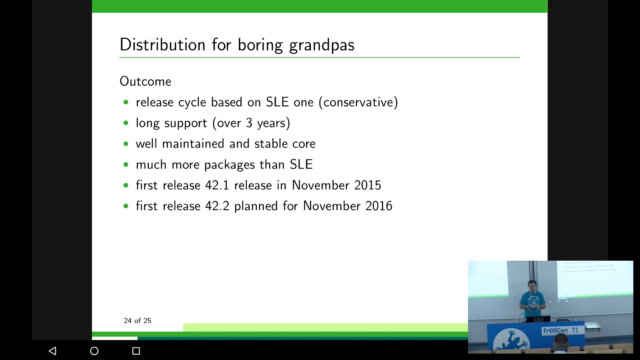 Distribution for boring grandpas
Outcome
release cycle based on SLE one (conservative)
long support (over 3 years)
well maintained and stable core
much more packages than SLE
first release 42.1 release in November 2015
first release 42.2 planned for November 2016
24 of 25
FrOSCon 11